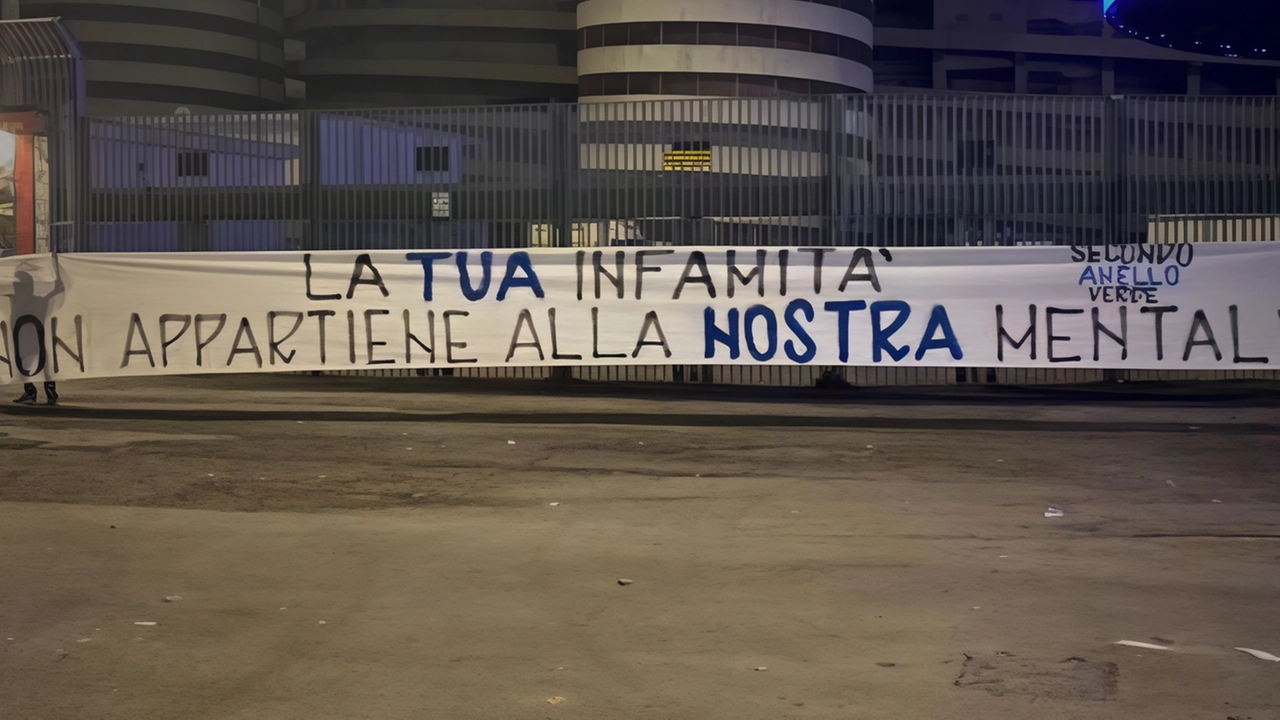 LA TUA INFAMITA'
NON APPARTIENE ALLA NOSTRA MENTAL
SECONDO
ANELLO
VERDE